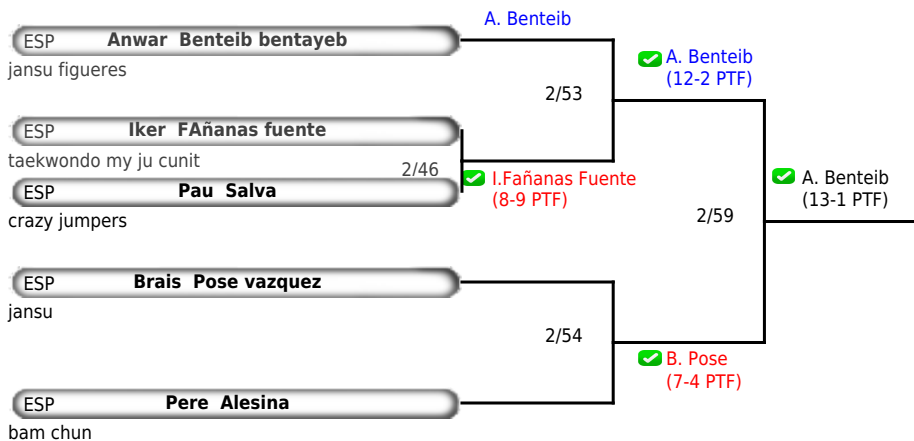 A. Benteib
ESP Anwar Benteib bentayeb
jansu figueres
A. Benteib
(12-2 PTF)
2/53
ESP Iker FAñanas fuente
taekwondo my ju cunit
2/46
I.Fañanas Fuente
(8-9 PTF)
A. Benteib
(13-1 PTF)
ESP Pau Salva
crazy jumpers
2/59
ESP Brais Pose vazquez
jansu
2/54
B. Pose
(7-4 PTF)
ESP Pere Alesina
bam chun